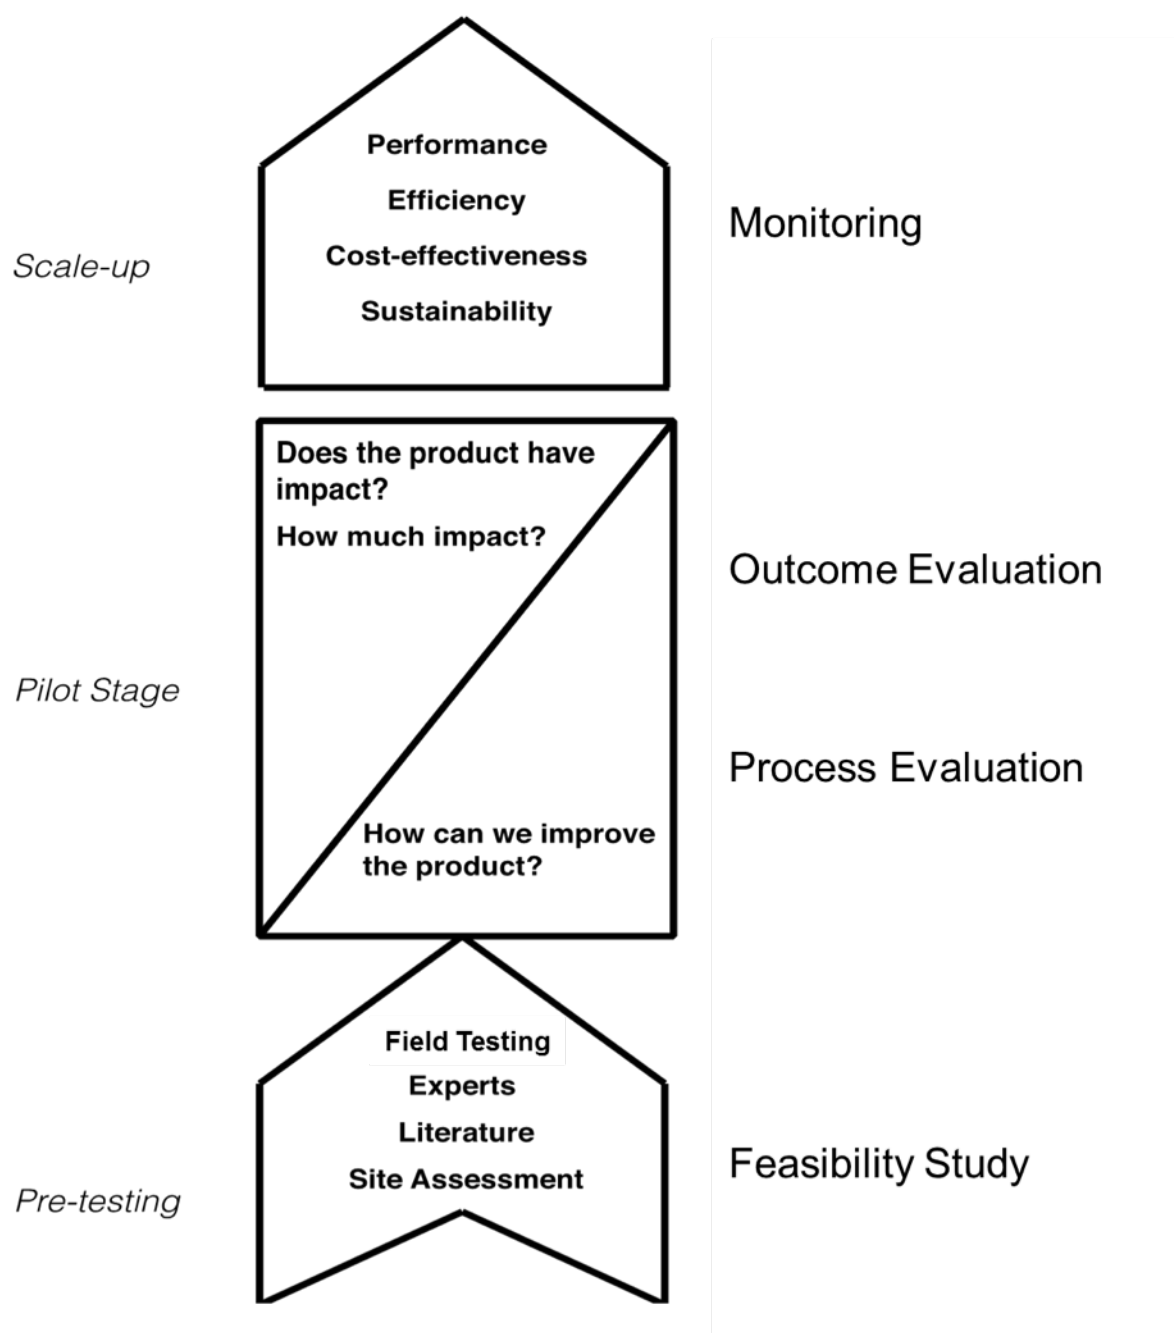 Performance
Efficiency
Cost-effectiveness
Sustainability
Scale-up
Monitoring
Does the product have
impact?
How much impact?
Outcome Evaluation
Pilot Stage
Process Evaluation
How can we improve
the product?
Field Testing
Experts
Literature
Site Assessment
Pre-testing
Feasibility Study